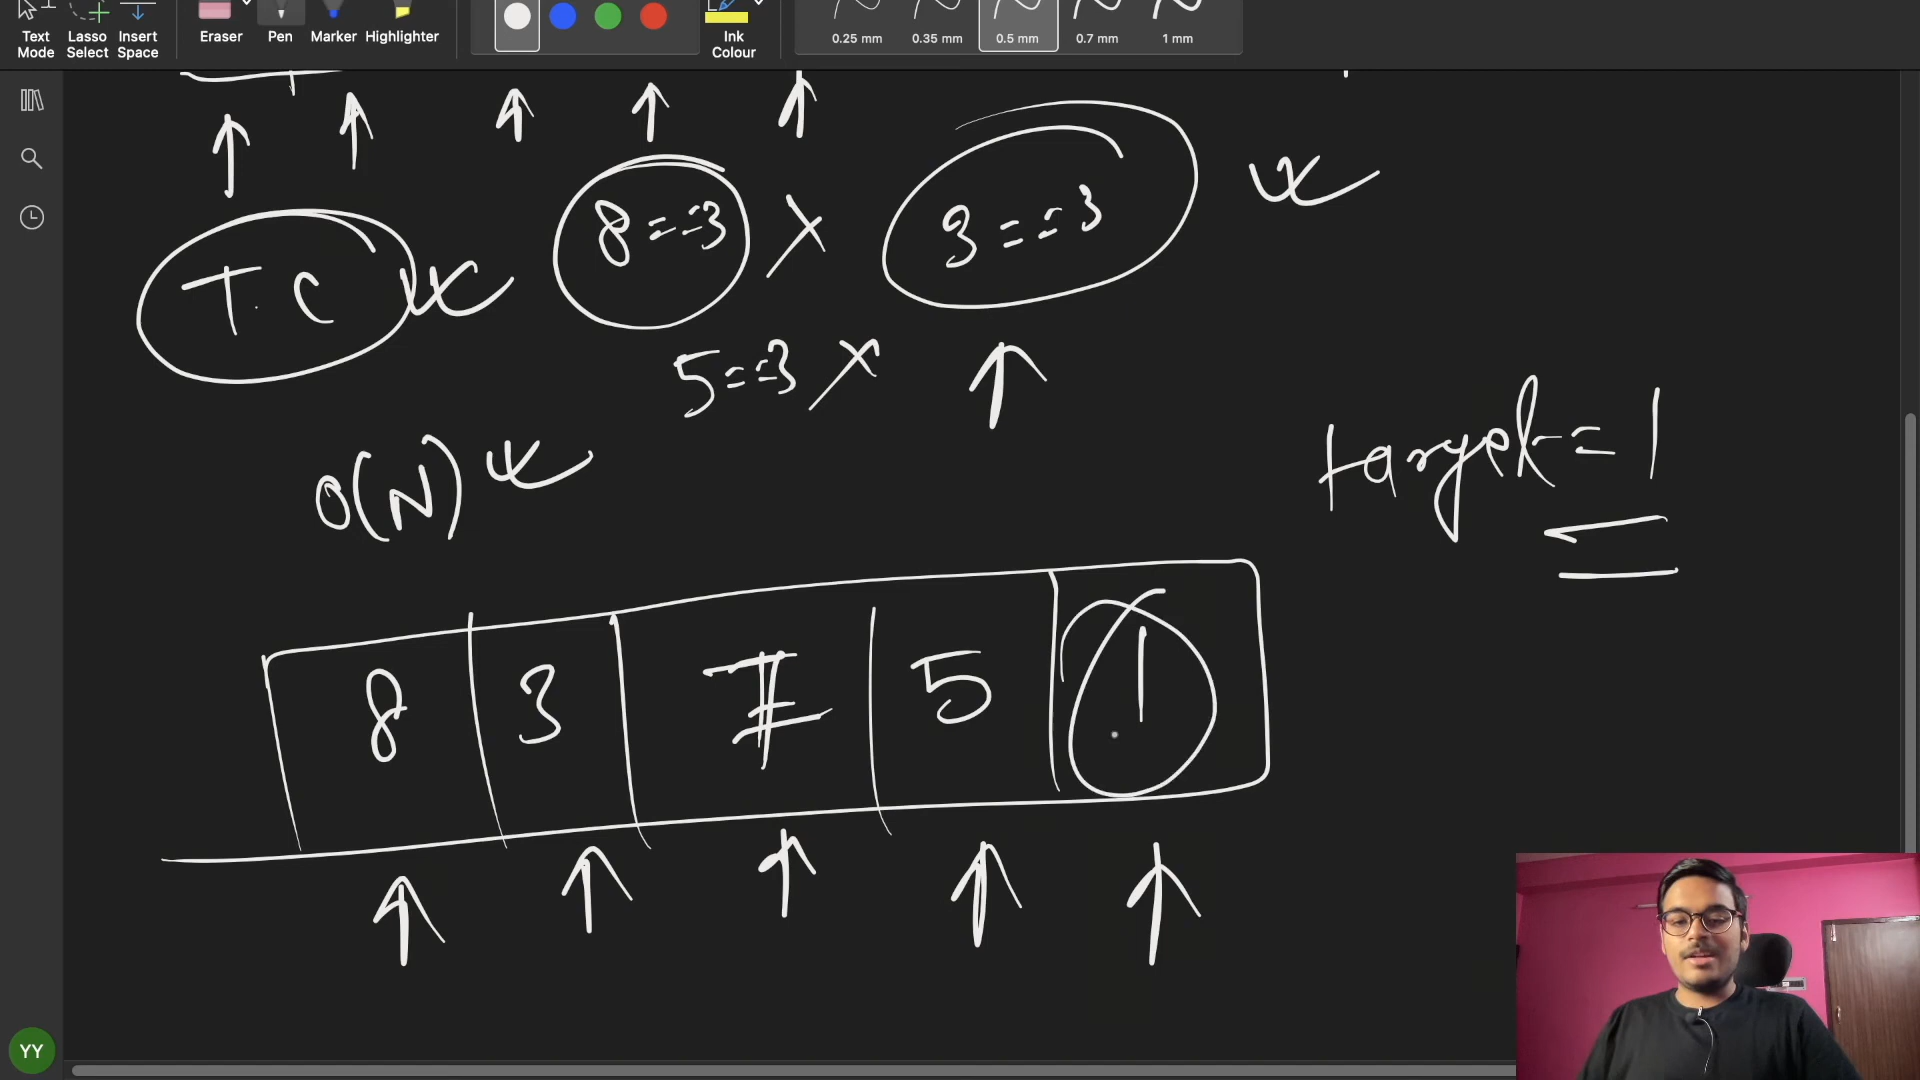 Text Mode
Lasso Select
Insert Space
Eraser
Pen
Marker
Highlighter
Ink Colour
0.25 mm
0.35 mm
0.5 mm
0.7 mm
1 mm
T.C
8==3
3==3
5==3
O(N)
target=1
8 3 7 5 1
YY